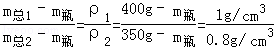 (m总1 − m瓶)/(m总2 − m瓶) = ρ1/ρ2 = (400g − m瓶)/(350g − m瓶) = (1g/cm³)/(0.8g/cm³)